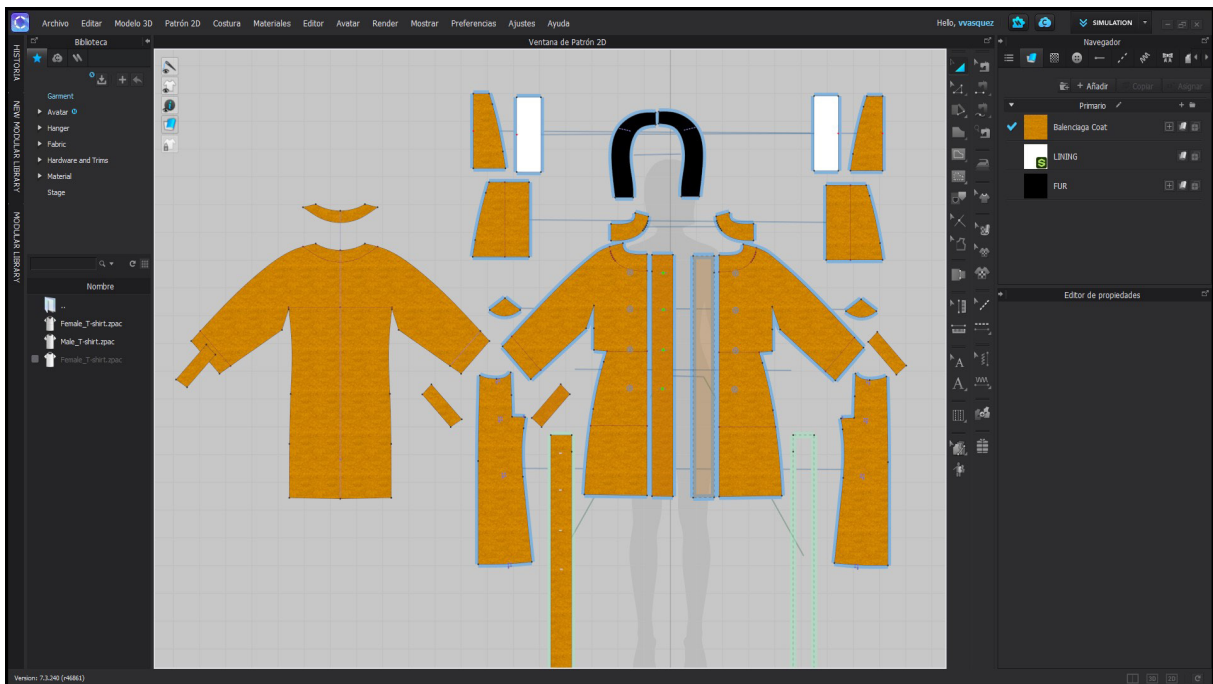 Archivo Editar Modelo 3D Patrón 2D Costura Materiales Editor Avatar Render Mostrar Preferencias Ajustes Ayuda
Hello, vvasquez
SIMULATION
HISTORIA
NEW MODULAR LIBRARY
MODULAR LIBRARY
Biblioteca
Garment
Avatar
Hanger
Fabric
Hardware and Trims
Material
Stage
Nombre
..
Female_T-shirt.zpac
Male_T-shirt.zpac
Female_T-shirt.zpac
Ventana de Patrón 2D
Navegador
+ Añadir Copiar Asignar
Primario
Balenciaga Coat
LINING
FUR
Editor de propiedades
Version: 7.3.240 (r46861)
3D 2D